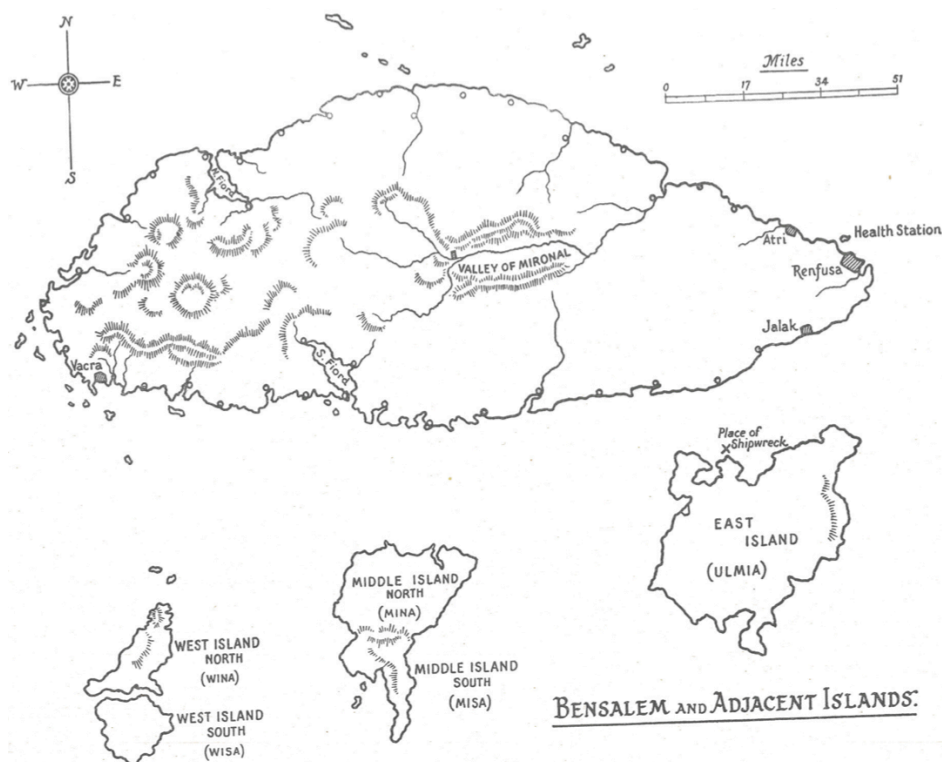 N
W E
S
Miles
0 17 34 51
N. Fiord
Atri
Health Station
Renfusa
VALLEY OF MIRONAL
Jalak
S. Fiord
Vacra
Place of
Shipwreck
EAST
ISLAND
(ULMIA)
MIDDLE ISLAND
NORTH
(MINA)
WEST ISLAND
NORTH
(WINA)
MIDDLE ISLAND
SOUTH
(MISA)
WEST ISLAND
SOUTH
(WISA)
BENSALEM AND ADJACENT ISLANDS.